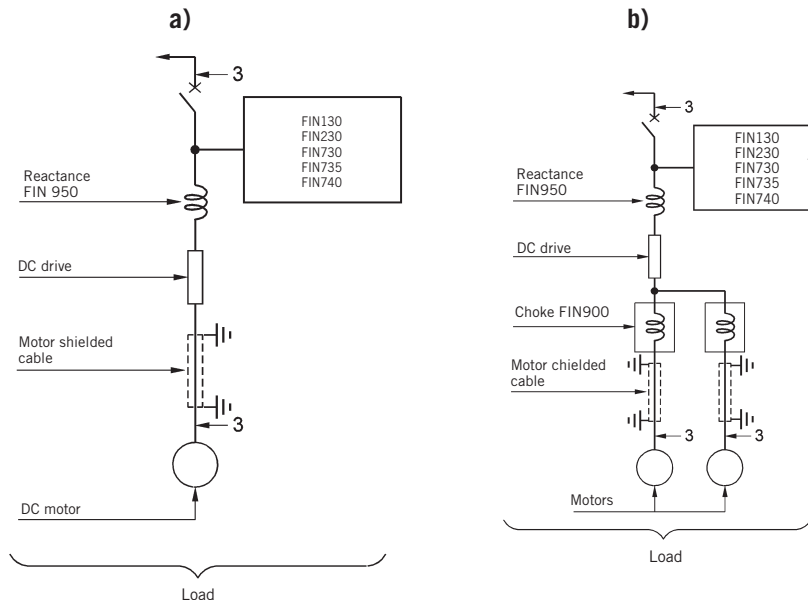 a)
3
FIN130
FIN230
FIN730
FIN735
FIN740
Reactance
FIN 950
DC drive
Motor shielded
cable
3
DC motor
Load
b)
3
FIN130
FIN230
FIN730
FIN735
FIN740
Reactance
FIN950
DC drive
Choke FIN900
Motor chielded
cable
3
3
Motors
Load